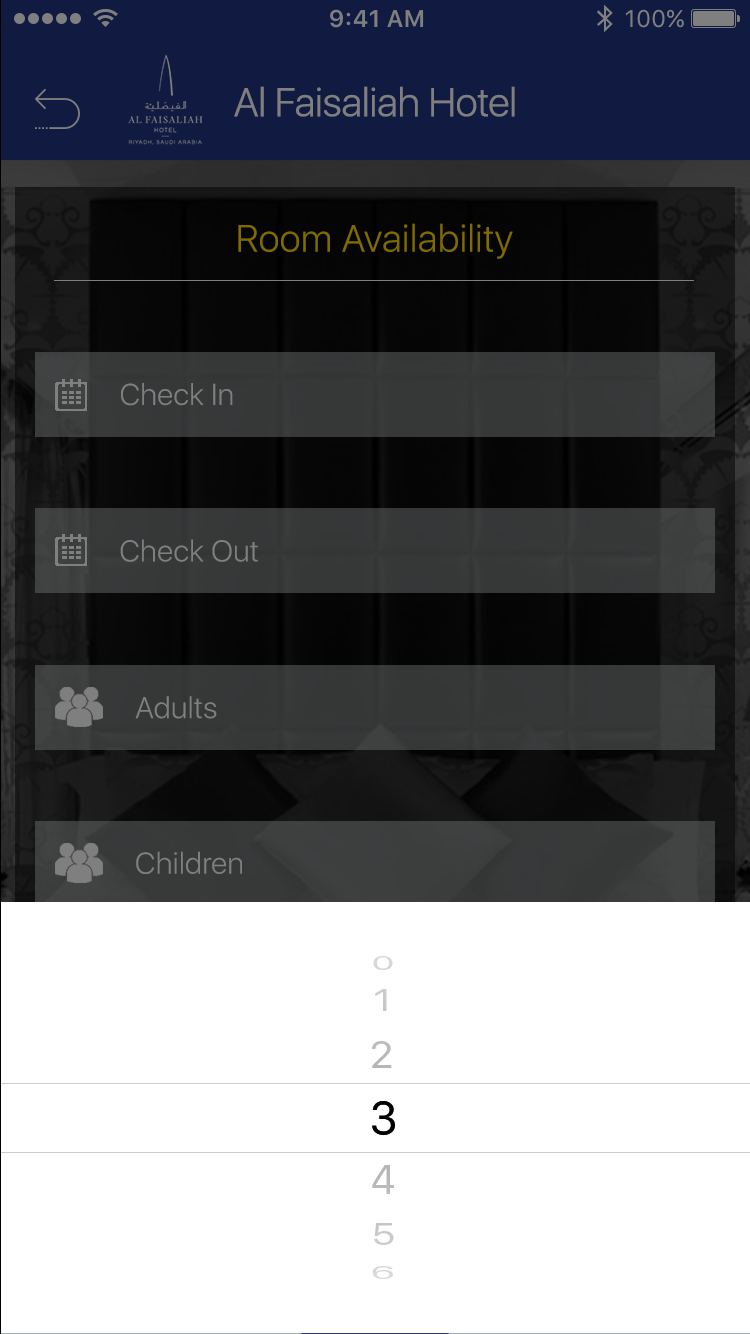 9:41 AM
100%
الفيصلية
AL FAISALIAH
HOTEL
RIYADH, SAUDI ARABIA
Al Faisaliah Hotel
Room Availability
Check In
Check Out
Adults
Children
0
1
2
3
4
5
6